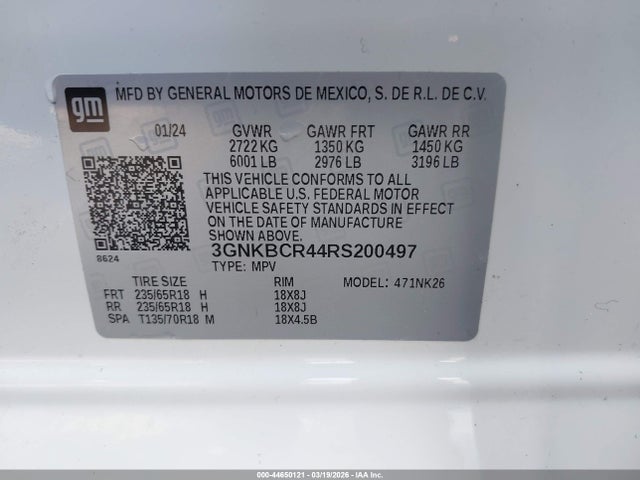 gm
MFD BY GENERAL MOTORS DE MEXICO, S. DE R.L. DE C.V.
01/24 GVWR GAWR FRT GAWR RR
2722 KG 1350 KG 1450 KG
6001 LB 2976 LB 3196 LB
THIS VEHICLE CONFORMS TO ALL
APPLICABLE U.S. FEDERAL MOTOR
VEHICLE SAFETY STANDARDS IN EFFECT
ON THE DATE OF MANUFACTURE
SHOWN ABOVE.
8624
3GNKBCR44RS200497
TYPE: MPV
TIRE SIZE RIM MODEL: 471NK26
FRT 235/65R18 H 18X8J
RR 235/65R18 H 18X8J
SPA T135/70R18 M 18X4.5B
000-44650121 - 03/19/2026 - IAAI.com